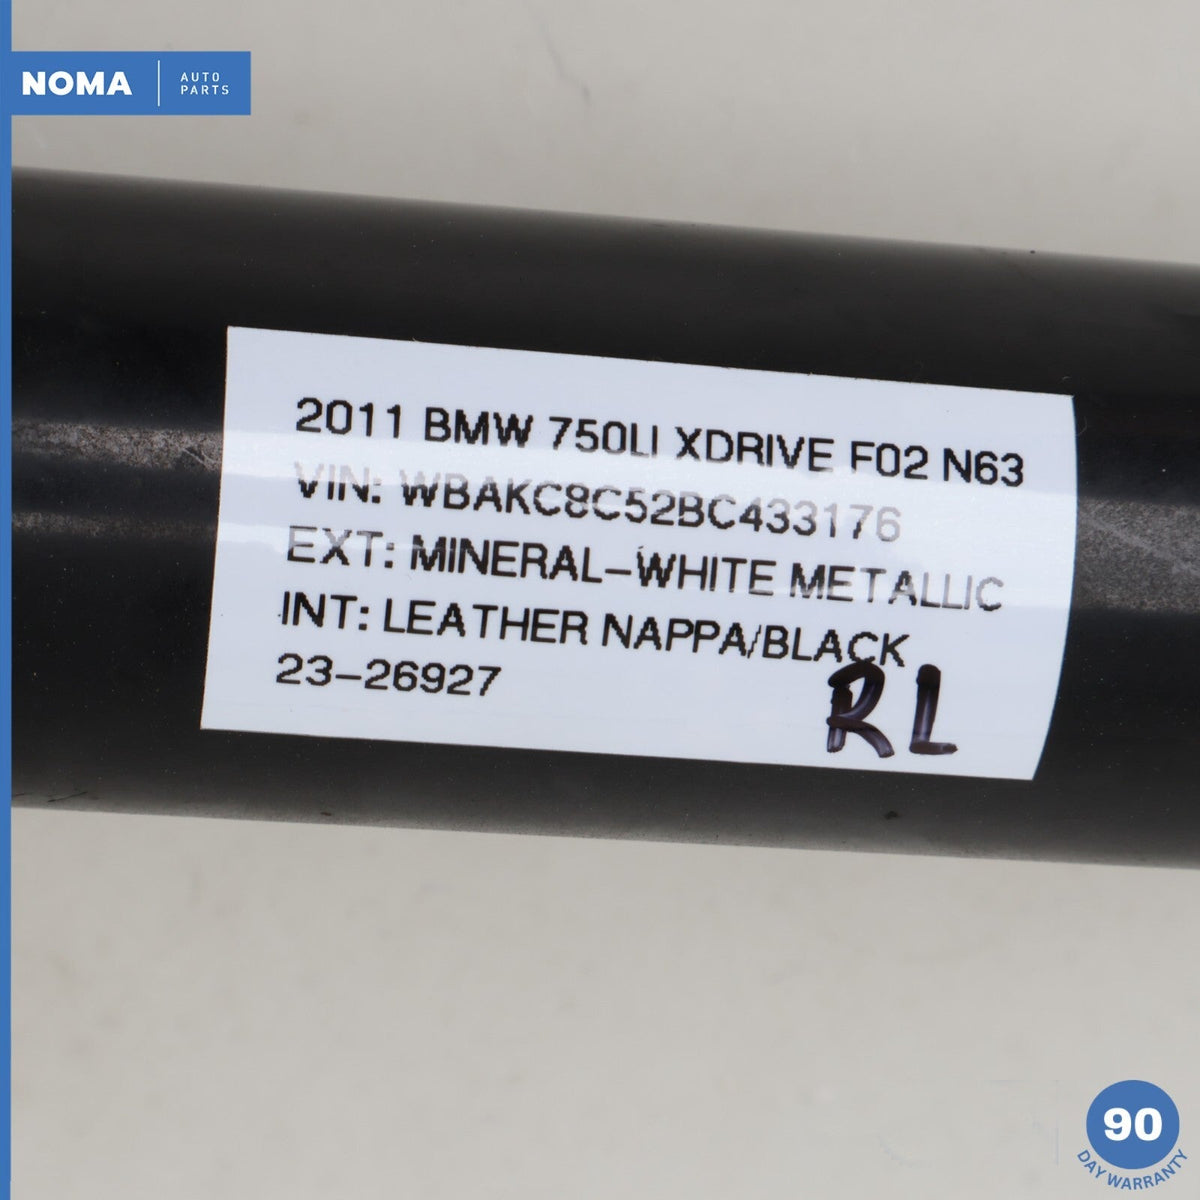 NOMA
AUTO
PARTS
2011 BMW 750LI XDRIVE F02 N63
VIN: WBAKC8C52BC433176
EXT: MINERAL-WHITE METALLIC
INT: LEATHER NAPPA/BLACK
23-26927
RL
90
DAY WARRANTY